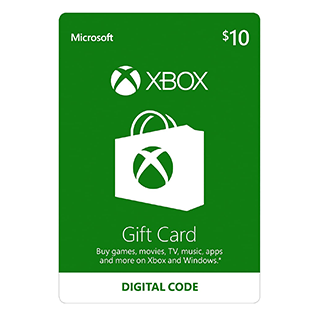 Microsoft
$10
XBOX
Gift Card
Buy games, movies, TV, music, apps
and more on Xbox and Windows.*
DIGITAL CODE